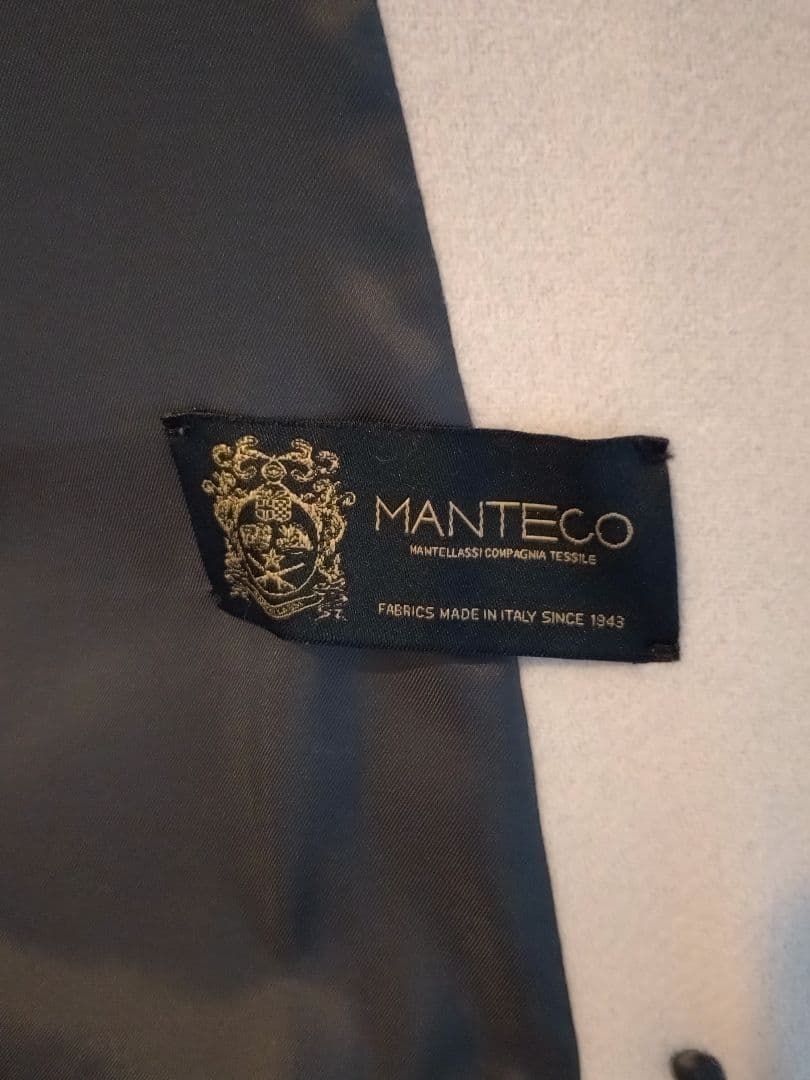 MANTECO
MANTELLASSI COMPAGNIA TESSILE
FABRICS MADE IN ITALY SINCE 1943